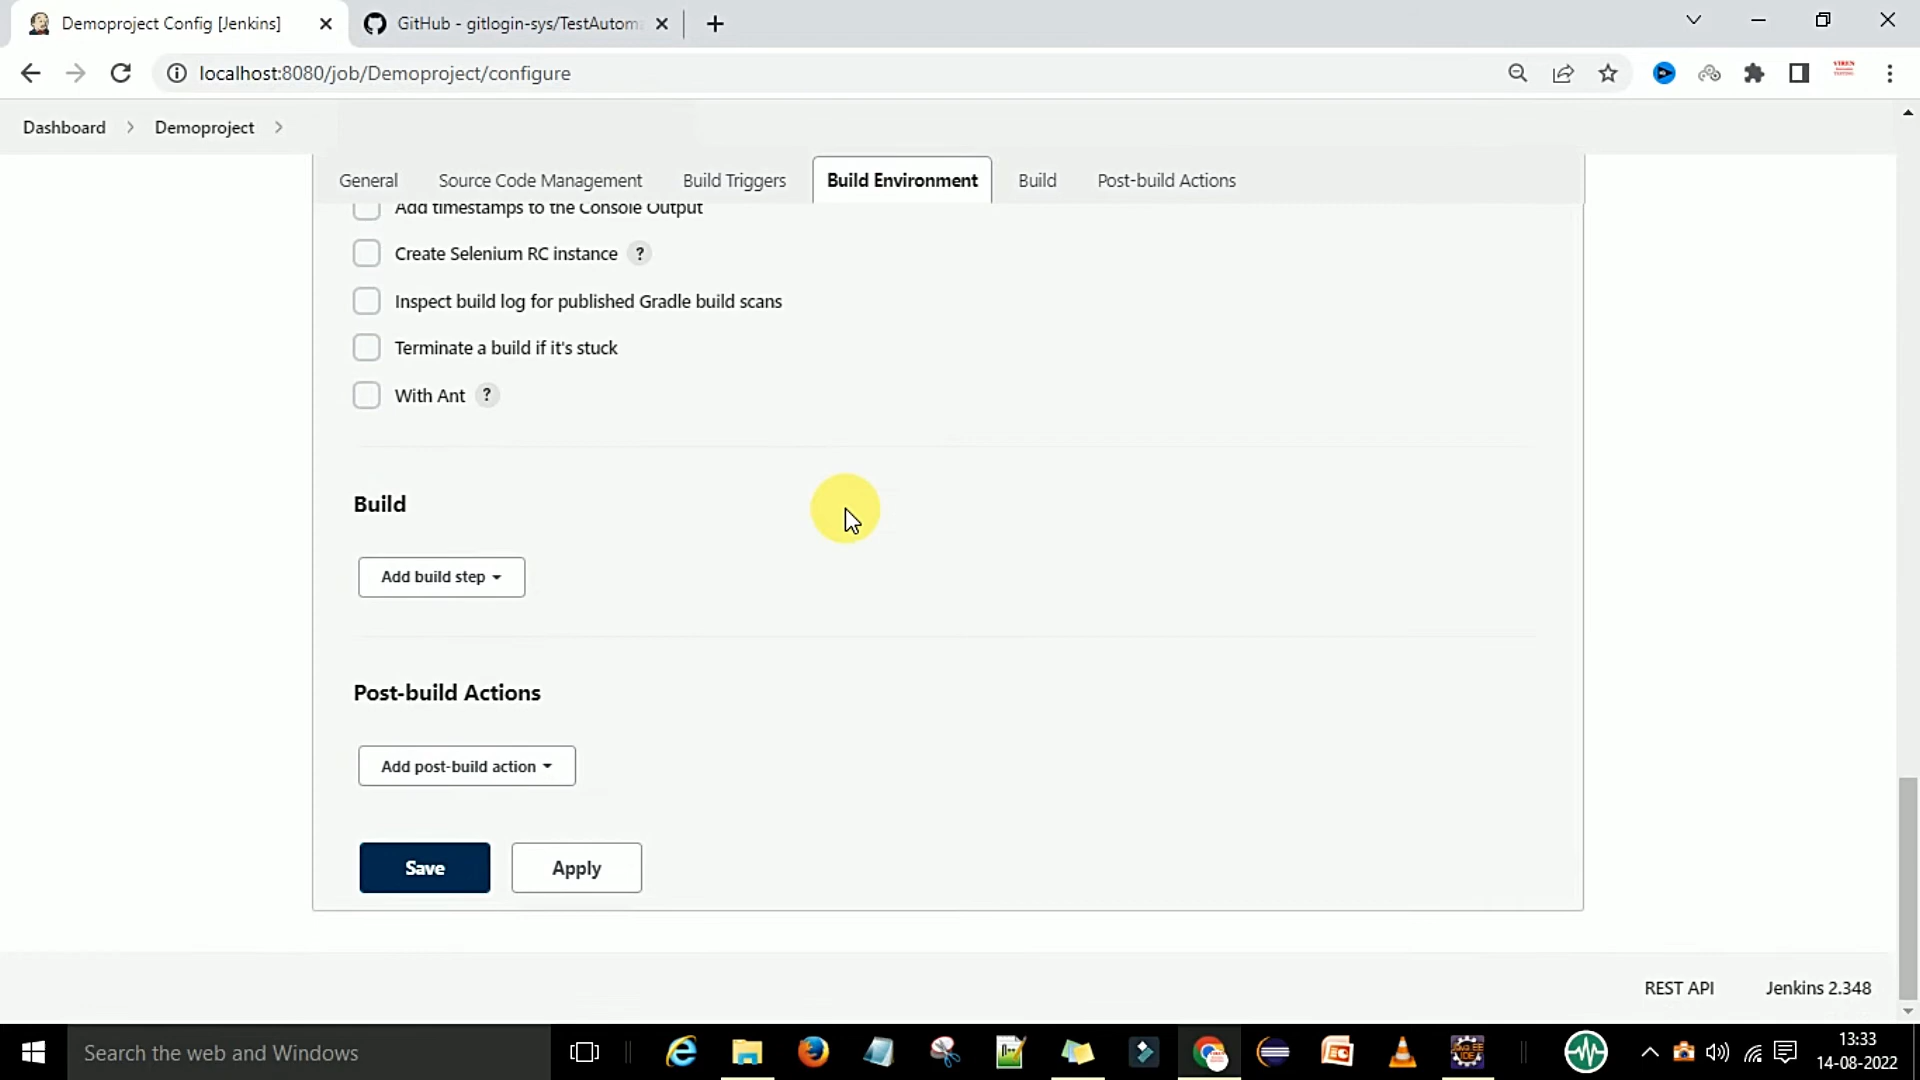 Demoproject Config [Jenkins]
GitHub - gitlogin-sys/TestAutom
localhost:8080/job/Demoproject/configure
Dashboard
Demoproject
General
Source Code Management
Build Triggers
Build Environment
Build
Post-build Actions
Add timestamps to the Console Output
Create Selenium RC instance ?
Inspect build log for published Gradle build scans
Terminate a build if it's stuck
With Ant ?
Build
Add build step
Post-build Actions
Add post-build action
Save
Apply
REST API
Jenkins 2.348
Search the web and Windows
13:33
14-08-2022